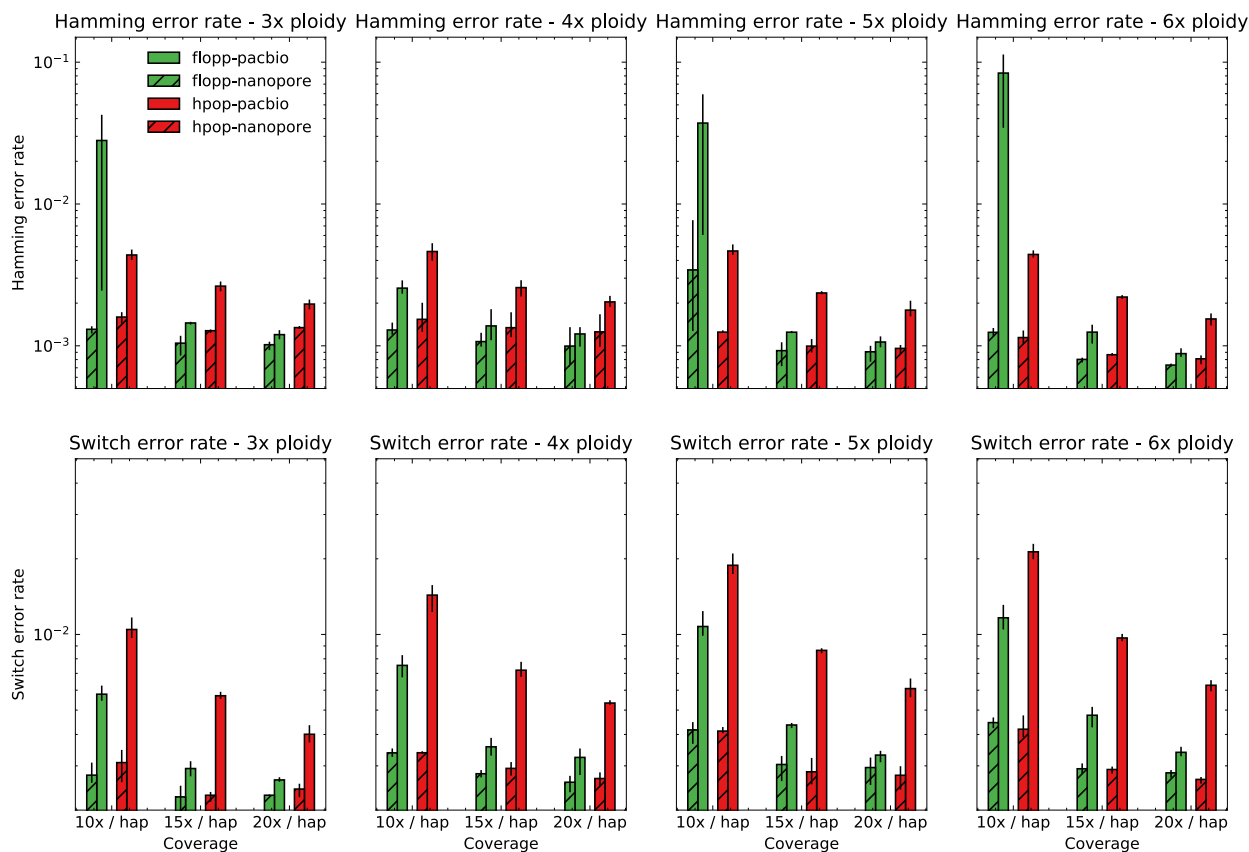 Hamming error rate - 3x ploidy
Hamming error rate - 4x ploidy
Hamming error rate - 5x ploidy
Hamming error rate - 6x ploidy
flopp-pacbio
flopp-nanopore
hpop-pacbio
hpop-nanopore
10⁻¹
10⁻²
10⁻³
Hamming error rate
Switch error rate - 3x ploidy
Switch error rate - 4x ploidy
Switch error rate - 5x ploidy
Switch error rate - 6x ploidy
10⁻²
Switch error rate
10x / hap 15x / hap 20x / hap
10x / hap 15x / hap 20x / hap
10x / hap 15x / hap 20x / hap
10x / hap 15x / hap 20x / hap
Coverage
Coverage
Coverage
Coverage